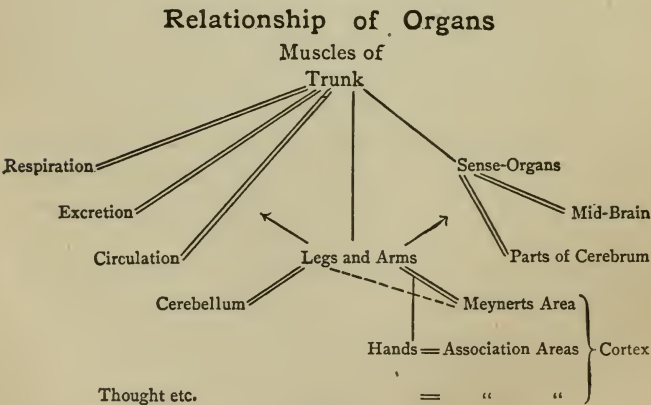 Relationship of Organs
Muscles of
Trunk
Respiration
Sense-Organs
Excretion
Mid-Brain
Circulation
Legs and Arms
Parts of Cerebrum
Cerebellum
Meynerts Area
Hands = Association Areas
Cortex
Thought etc. = “ “